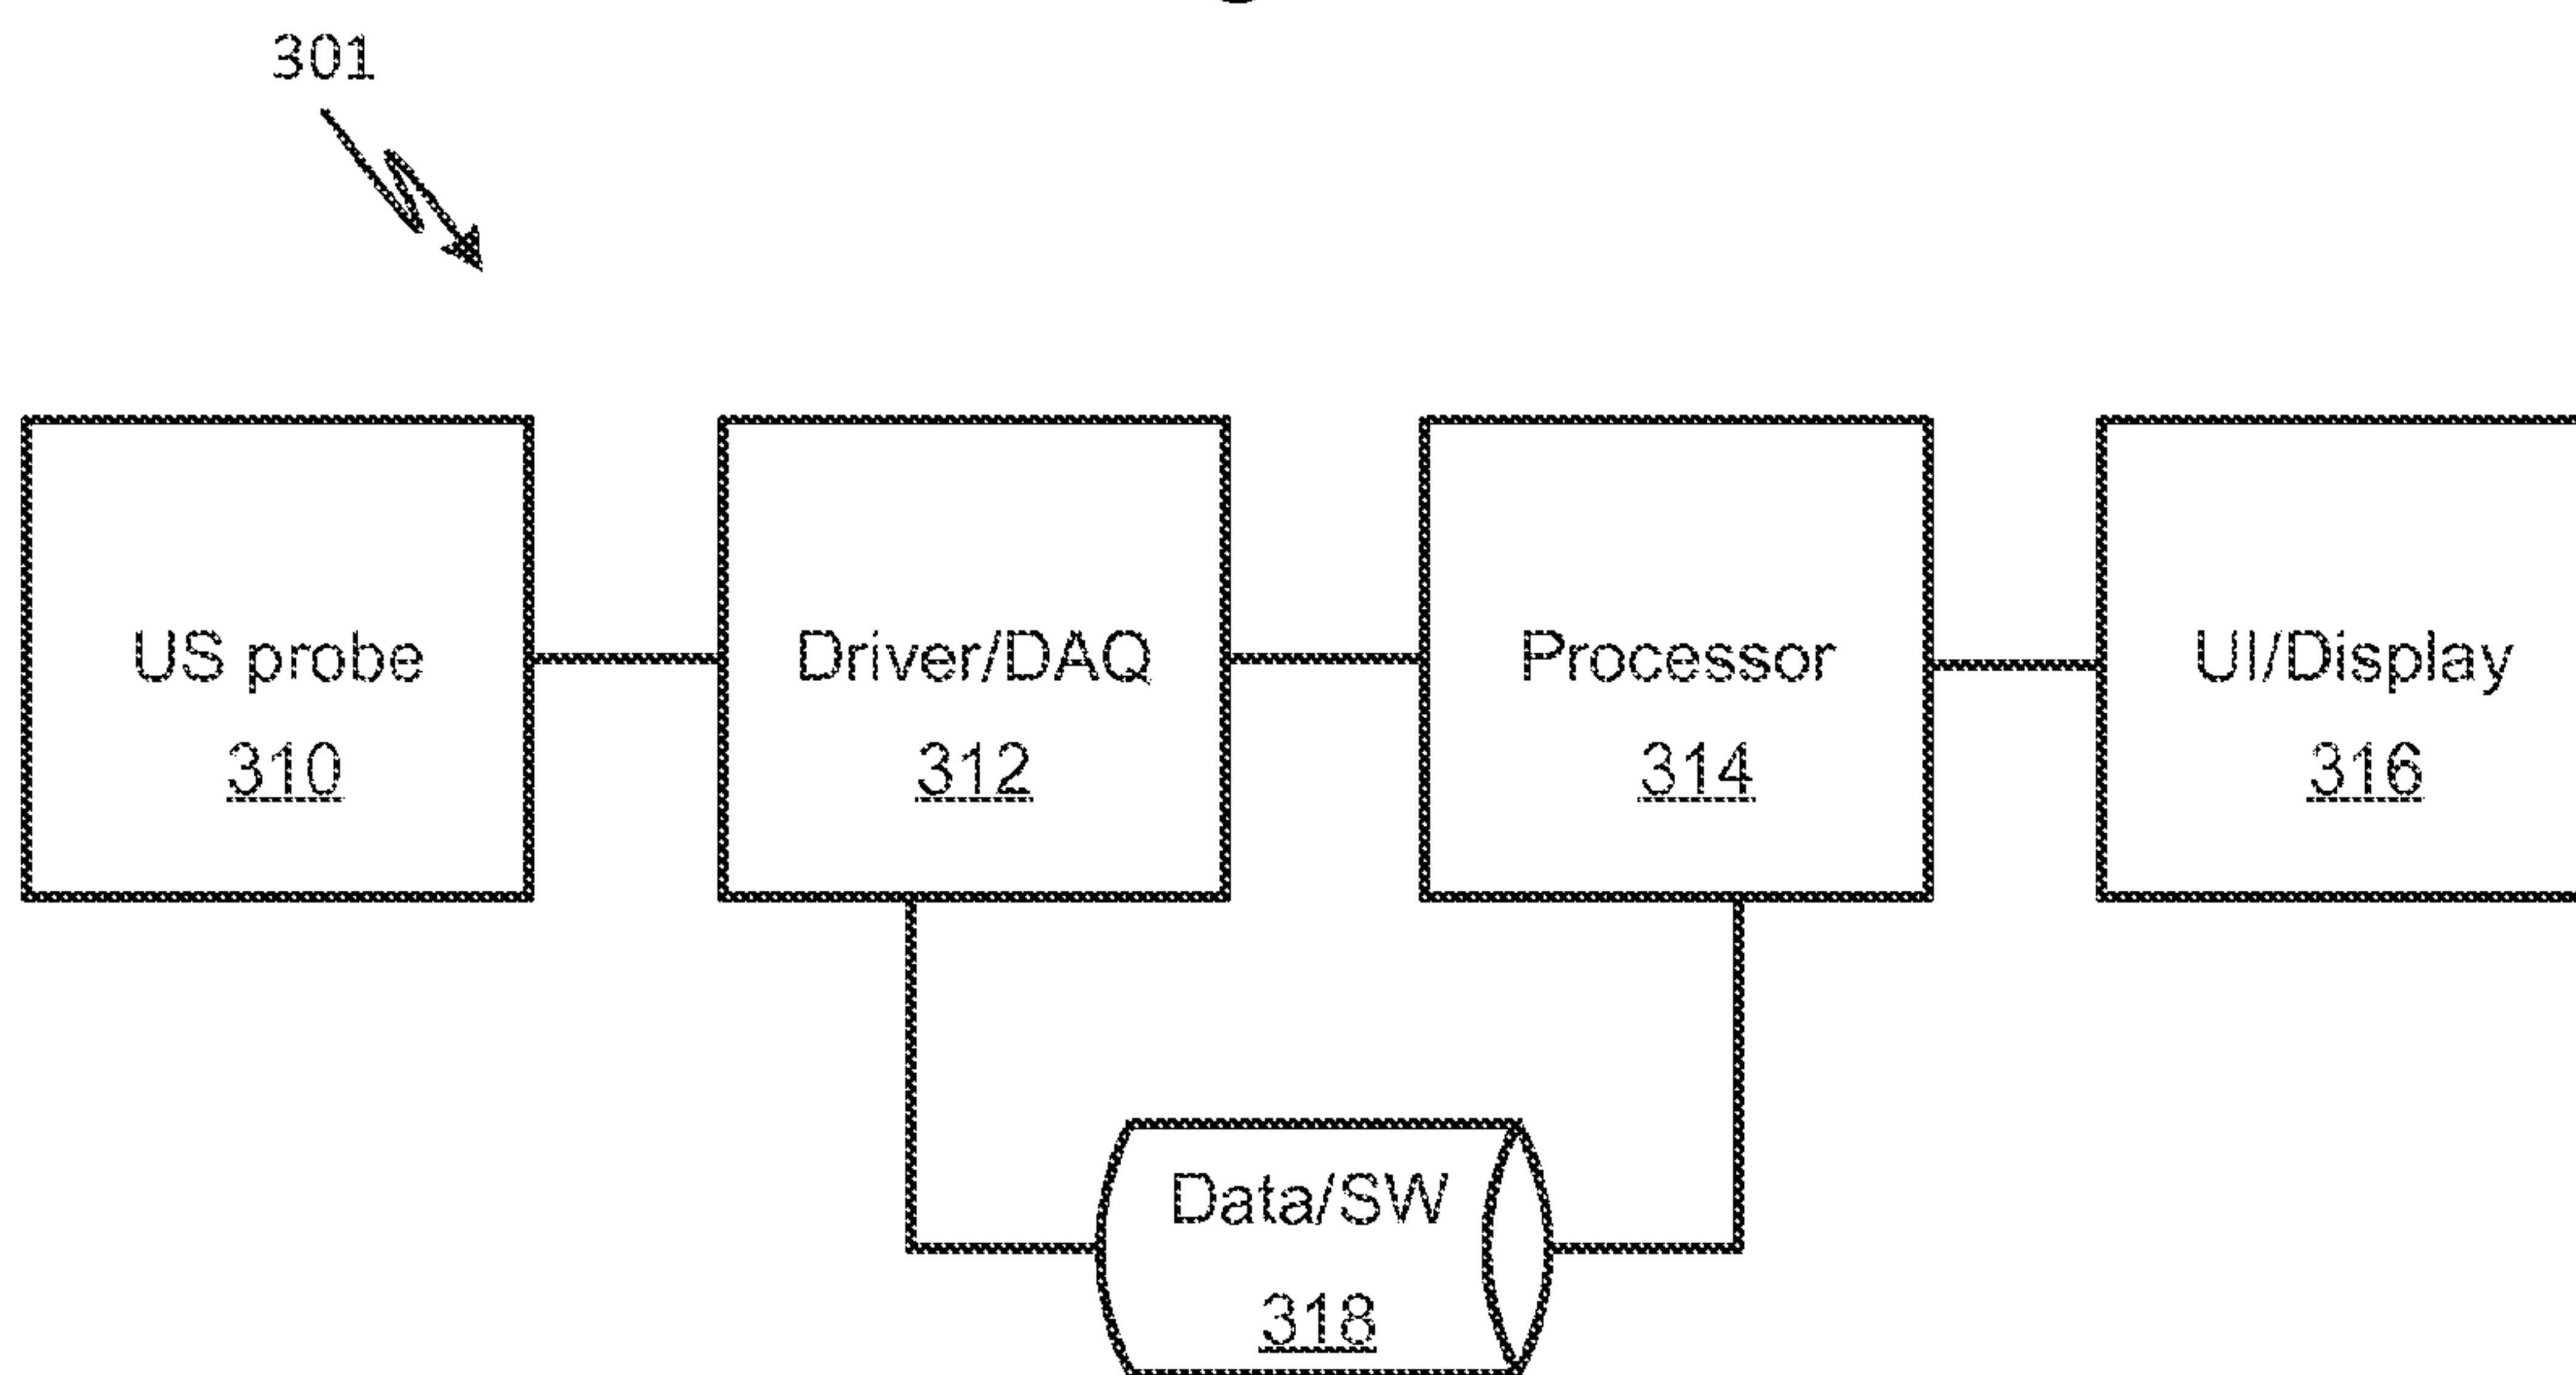 301
US probe
310
Driver/DAQ
312
Processor
314
UI/Display
316
Data/SW
318